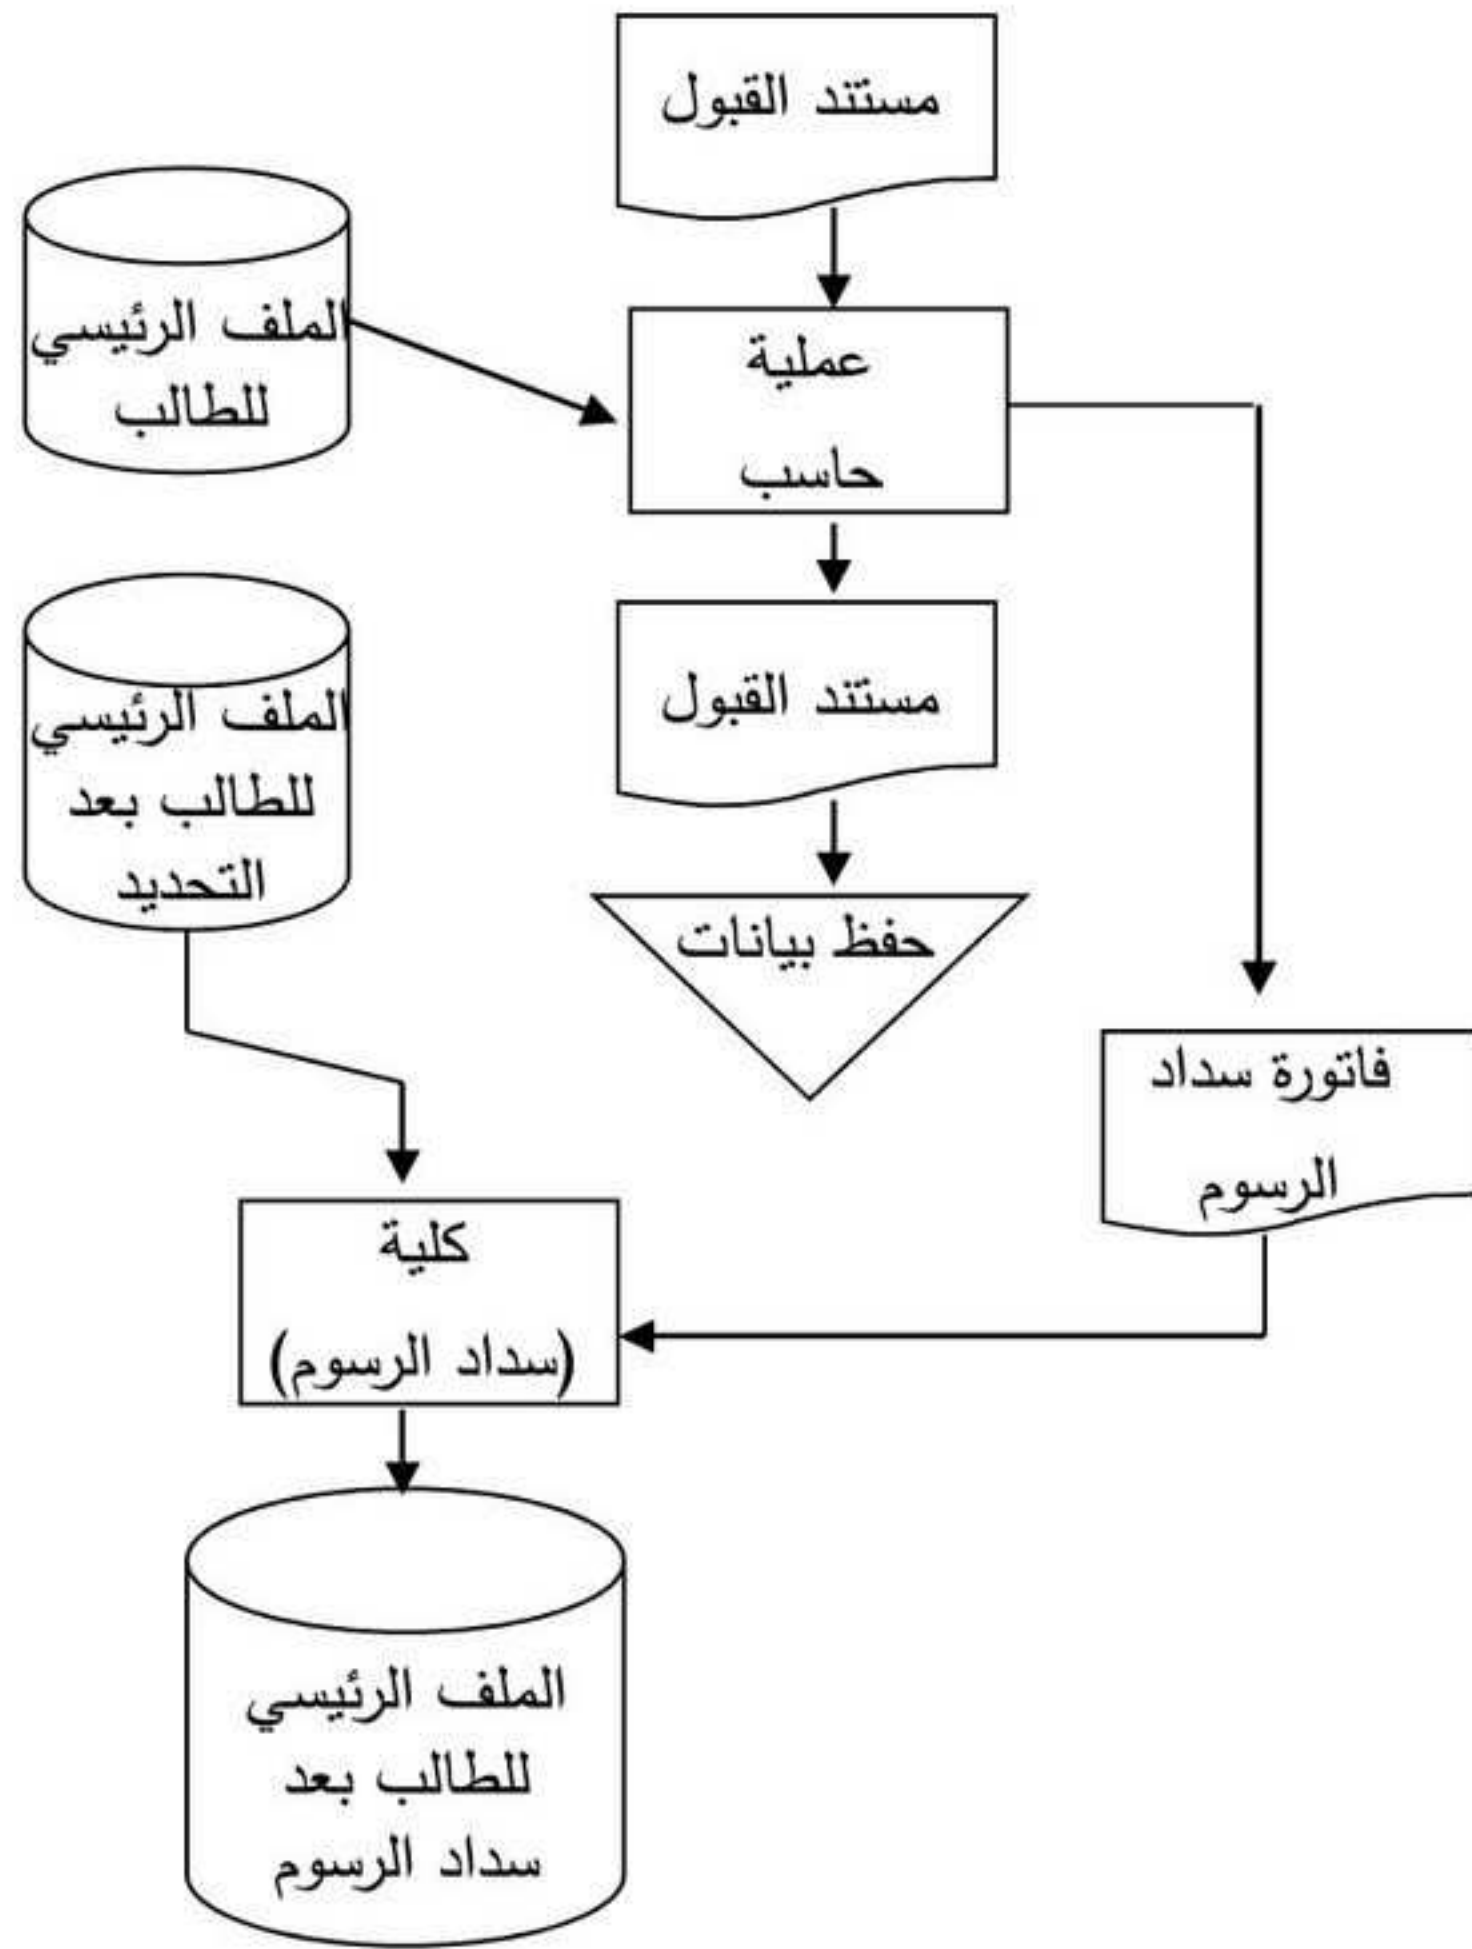 مستند القبول
الملف الرئيسي
للطالب
عملية
حاسب
مستند القبول
الملف الرئيسي
للطالب بعد
التحديد
حفظ بيانات
فاتورة سداد
الرسوم
كلية
(سداد الرسوم)
الملف الرئيسي
للطالب بعد
سداد الرسوم